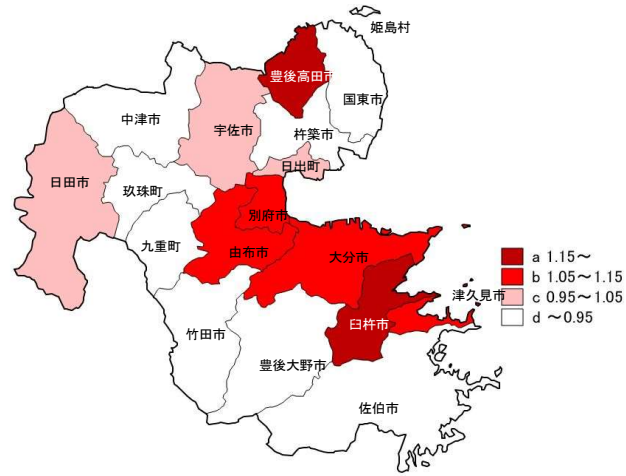 姫島村
豊後高田市
国東市
中津市
宇佐市
杵築市
日出町
日田市
玖珠町
別府市
九重町
由布市
大分市
a 1.15～
b 1.05～1.15
津久見市
c 0.95～1.05
d ～0.95
臼杵市
竹田市
豊後大野市
佐伯市